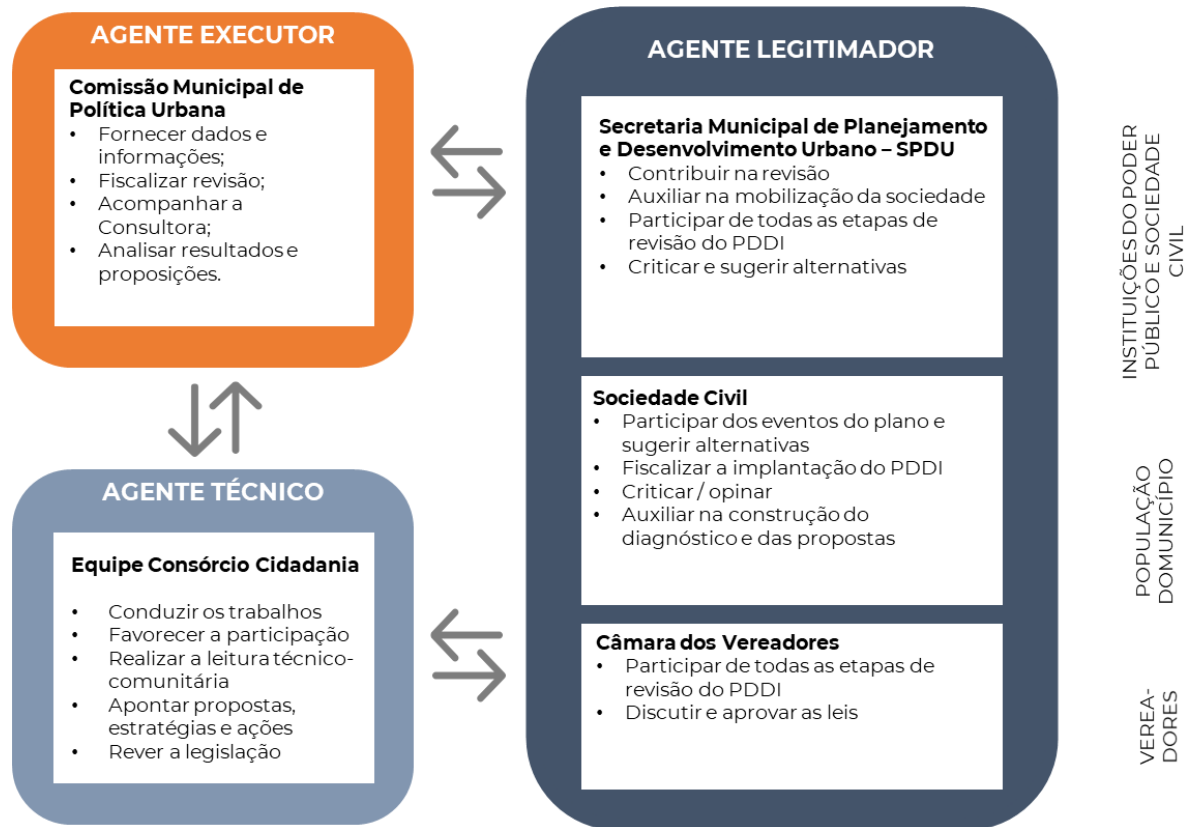 AGENTE EXECUTOR
Comissão Municipal de
Política Urbana
• Fornecer dados e
informações;
• Fiscalizar revisão;
• Acompanhar a
Consultora;
• Analisar resultados e
proposições.
AGENTE TÉCNICO
Equipe Consórcio Cidadania
• Conduzir os trabalhos
• Favorecer a participação
• Realizar a leitura técnico-
comunitária
• Apontar propostas,
estratégias e ações
• Rever a legislação
AGENTE LEGITIMADOR
Secretaria Municipal de Planejamento
e Desenvolvimento Urbano – SPDU
• Contribuir na revisão
• Auxiliar na mobilização da sociedade
• Participar de todas as etapas de
revisão do PDDI
• Criticar e sugerir alternativas
Sociedade Civil
• Participar dos eventos do plano e
sugerir alternativas
• Fiscalizar a implantação do PDDI
• Criticar / opinar
• Auxiliar na construção do
diagnóstico e das propostas
Câmara dos Vereadores
• Participar de todas as etapas de
revisão do PDDI
• Discutir e aprovar as leis
INSTITUIÇÕES DO PODER
PÚBLICO E SOCIEDADE
CIVIL
POPULAÇÃO
DOMUNICÍPIO
VEREA-
DORES